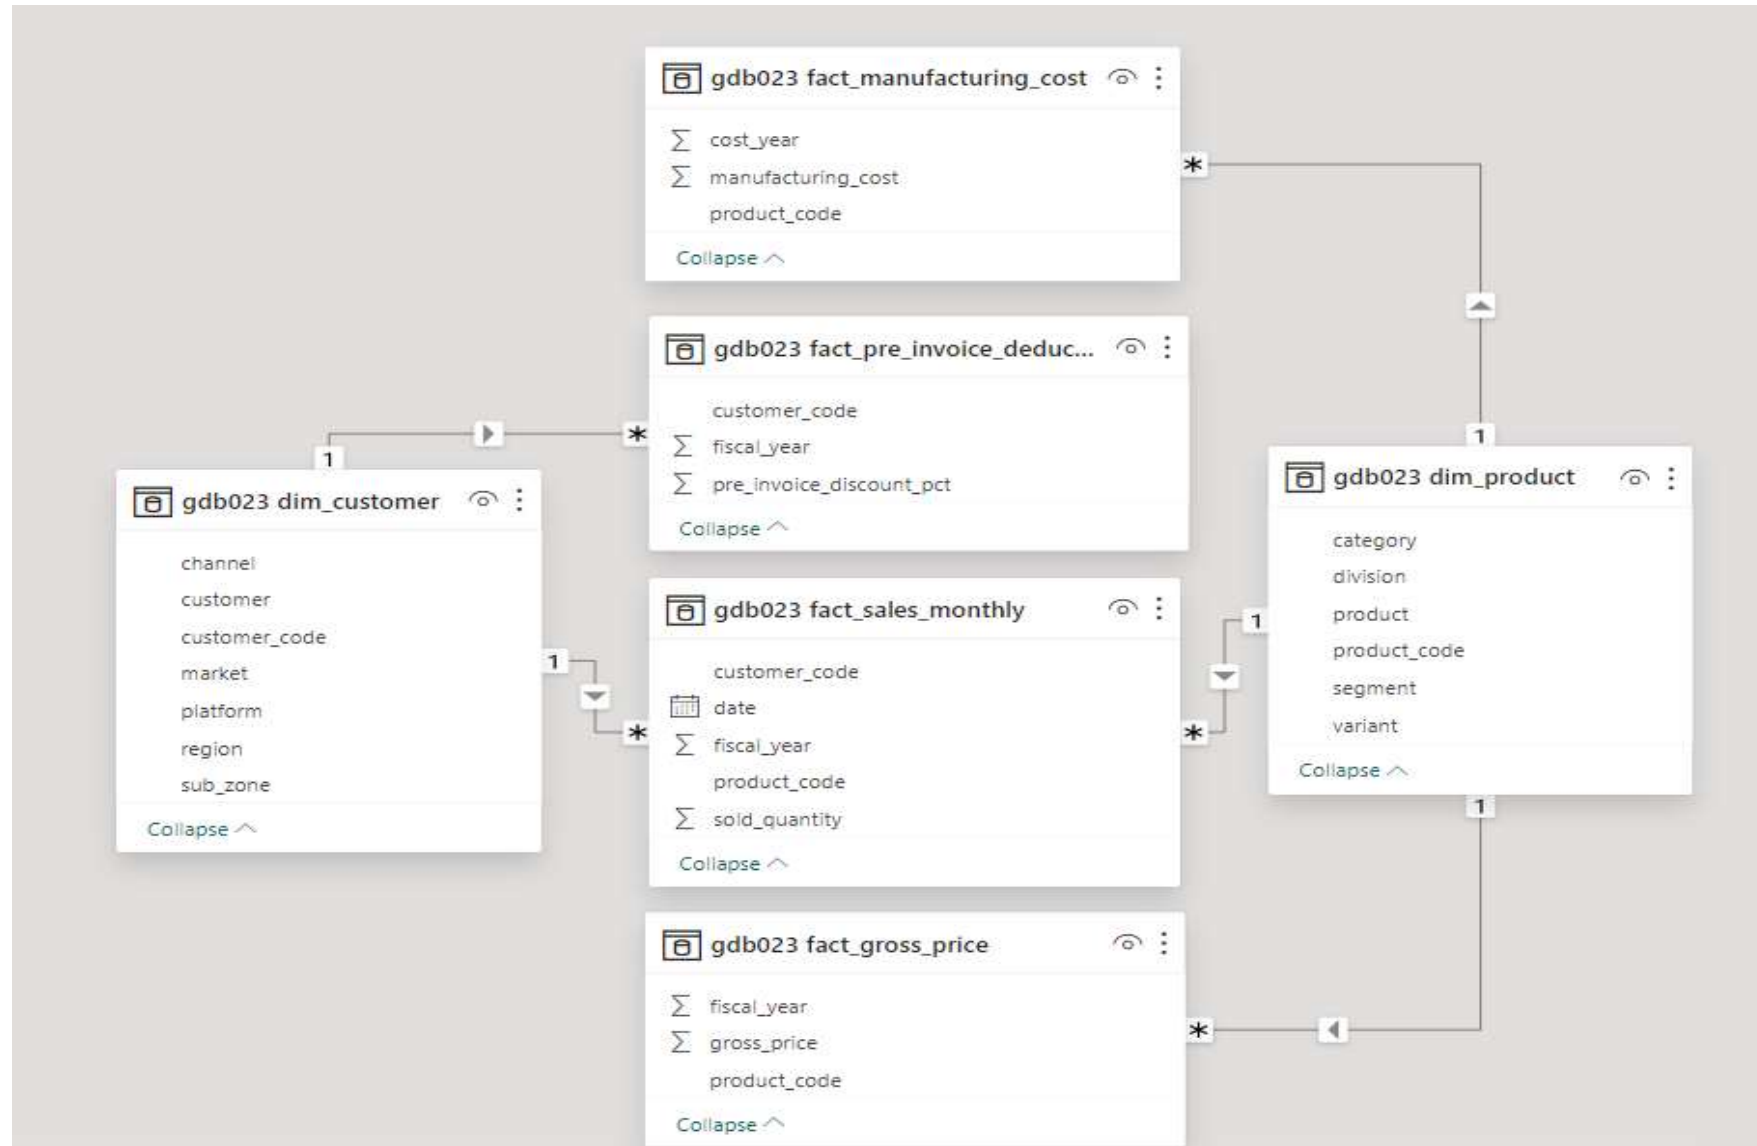 gdb023 fact_manufacturing_cost
Σ cost_year
Σ manufacturing_cost
product_code
Collapse
*
1
gdb023 fact_pre_invoice_deduc...
customer_code
Σ fiscal_year
Σ pre_invoice_discount_pct
Collapse
*
1
gdb023 dim_customer
channel
customer
customer_code
market
platform
region
sub_zone
Collapse
1
*
gdb023 fact_sales_monthly
customer_code
date
Σ fiscal_year
product_code
Σ sold_quantity
Collapse
*
1
gdb023 dim_product
category
division
product
product_code
segment
variant
Collapse
1
gdb023 fact_gross_price
Σ fiscal_year
Σ gross_price
product_code
Collapse
*